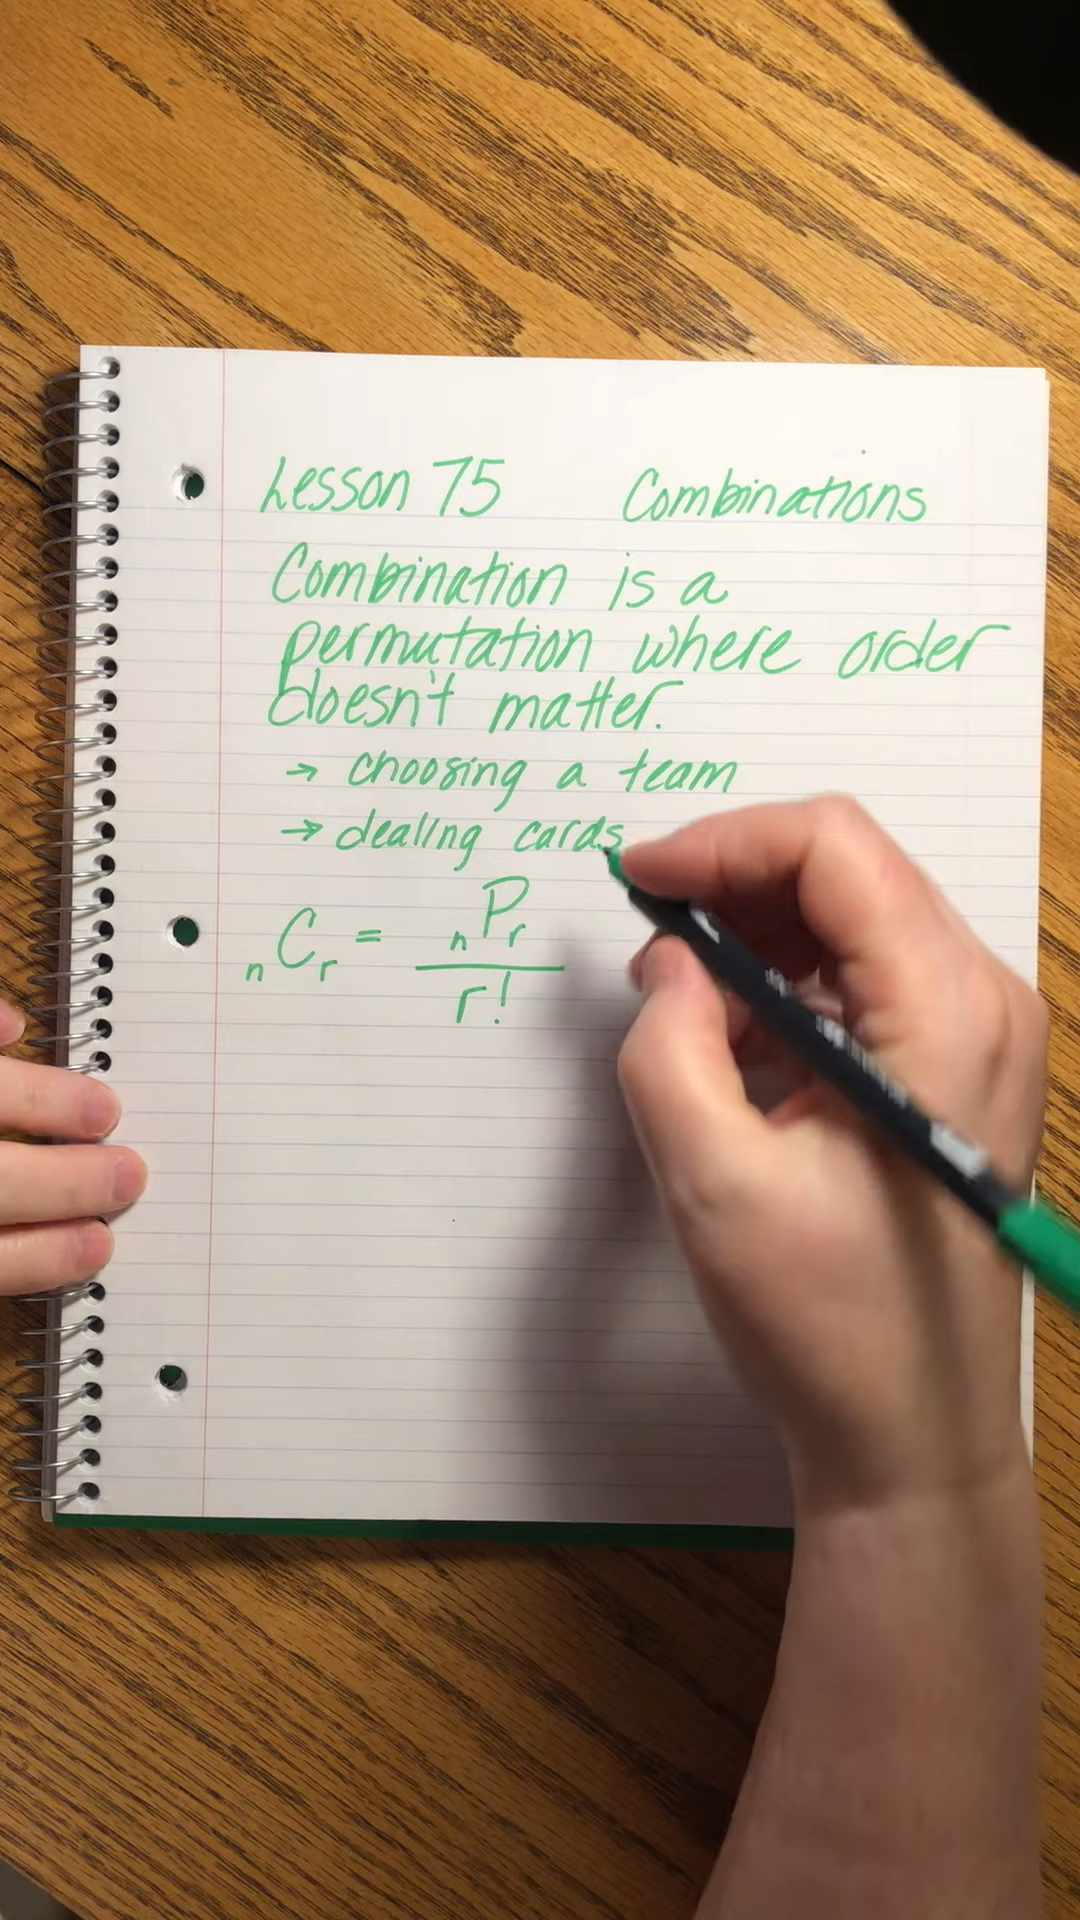 Lesson 75 Combinations
Combination is a
permutation where order
doesn't matter.
→ choosing a team
→ dealing cards
nCr = nPr
r!